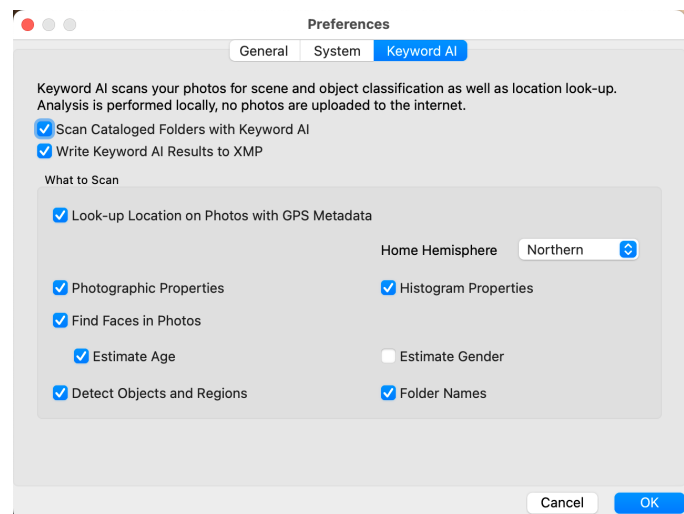 Preferences
General System Keyword AI
Keyword AI scans your photos for scene and object classification as well as location look-up.
Analysis is performed locally, no photos are uploaded to the internet.
Scan Cataloged Folders with Keyword AI
Write Keyword AI Results to XMP
What to Scan
Look-up Location on Photos with GPS Metadata
Home Hemisphere Northern
Photographic Properties Histogram Properties
Find Faces in Photos
Estimate Age Estimate Gender
Detect Objects and Regions Folder Names
Cancel OK